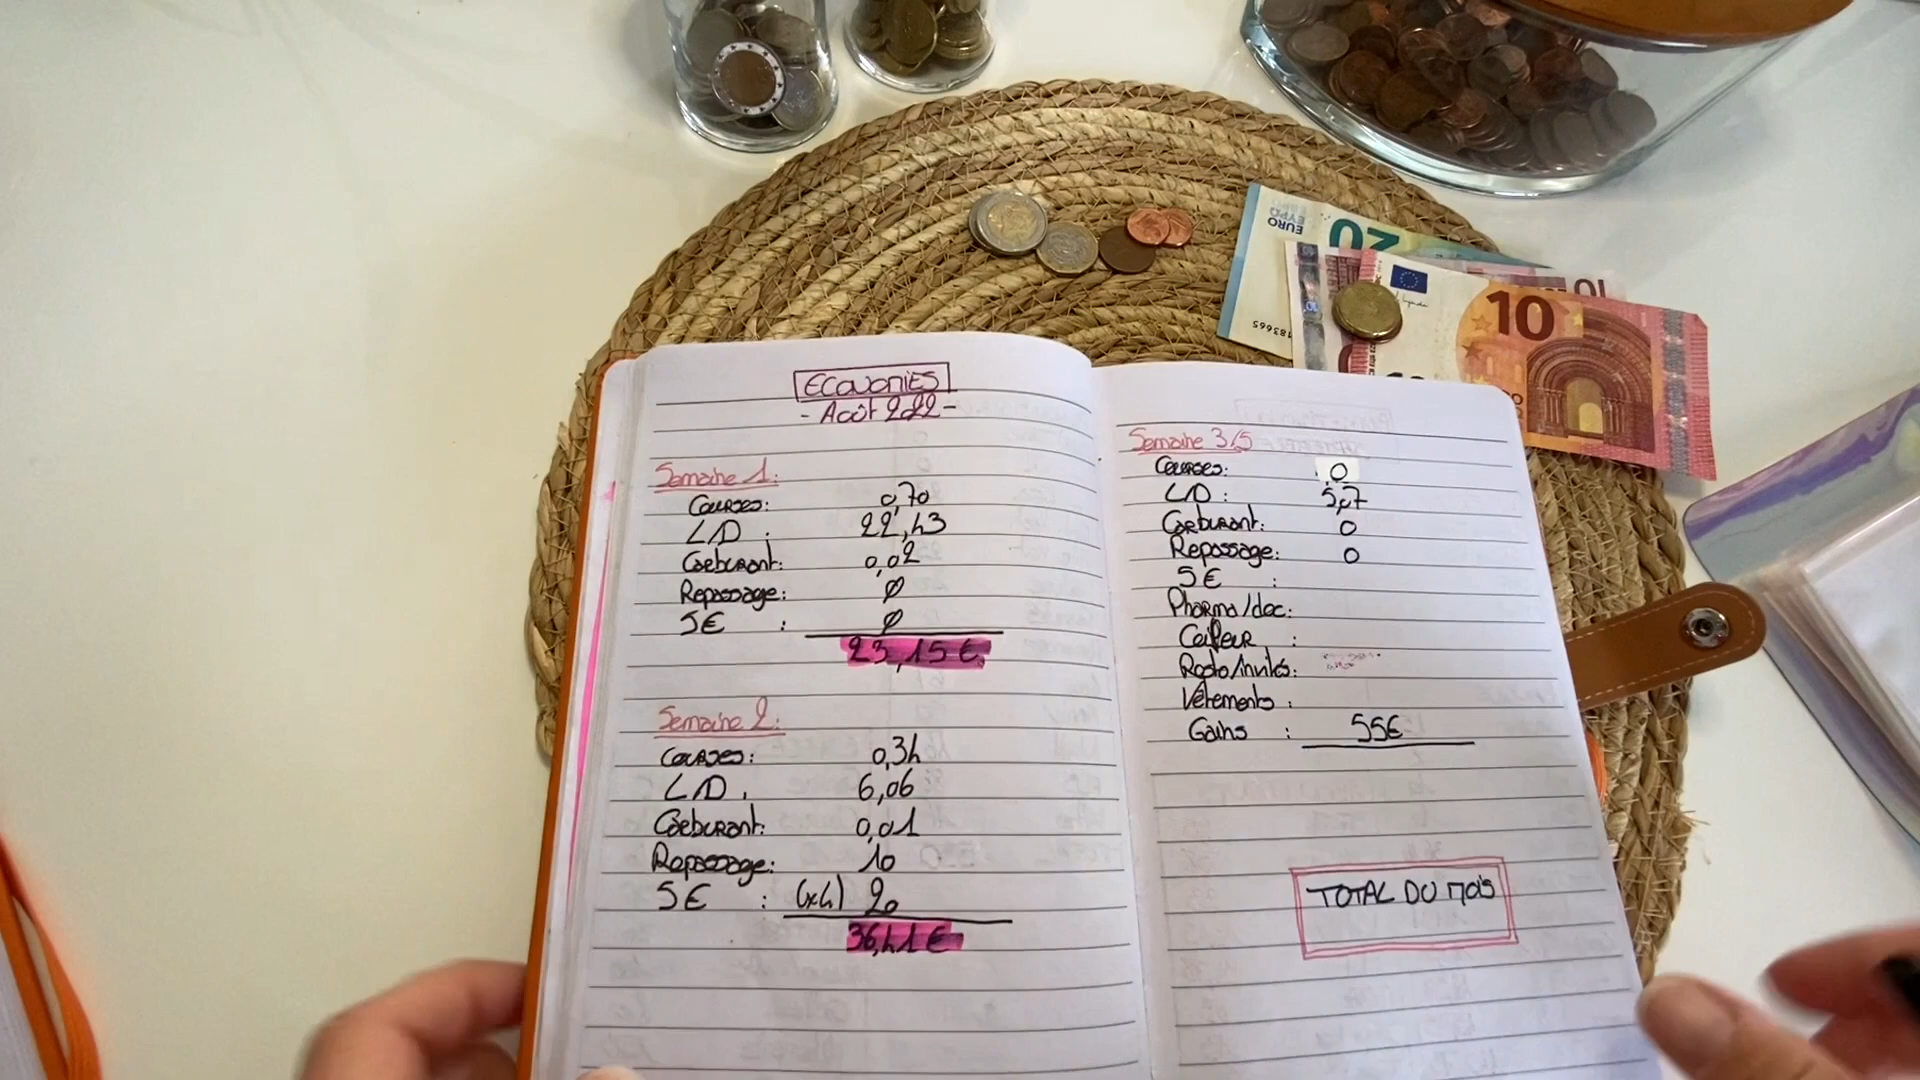 ECONOMIES
- Août 2022 -
Semaine 1:
Courses: 0,70
L/D : 22,43
Carburant: 0,02
Repassage: Ø
5€ : Ø
23,15 €
Semaine 2:
Courses: 0,34
L/D : 6,06
Carburant: 0,01
Repassage: 10
5€ : (x4) 20
36,41 €
Semaine 3/5
Courses: 0
L/D : 5,7
Carburant: 0
Repassage: 0
5€ :
Pharma/doc:
Coiffeur :
Resto/invités:
Vêtements :
Gains : 55€
TOTAL DU MOIS
20
EURO
ΕΥΡΩ
10
10